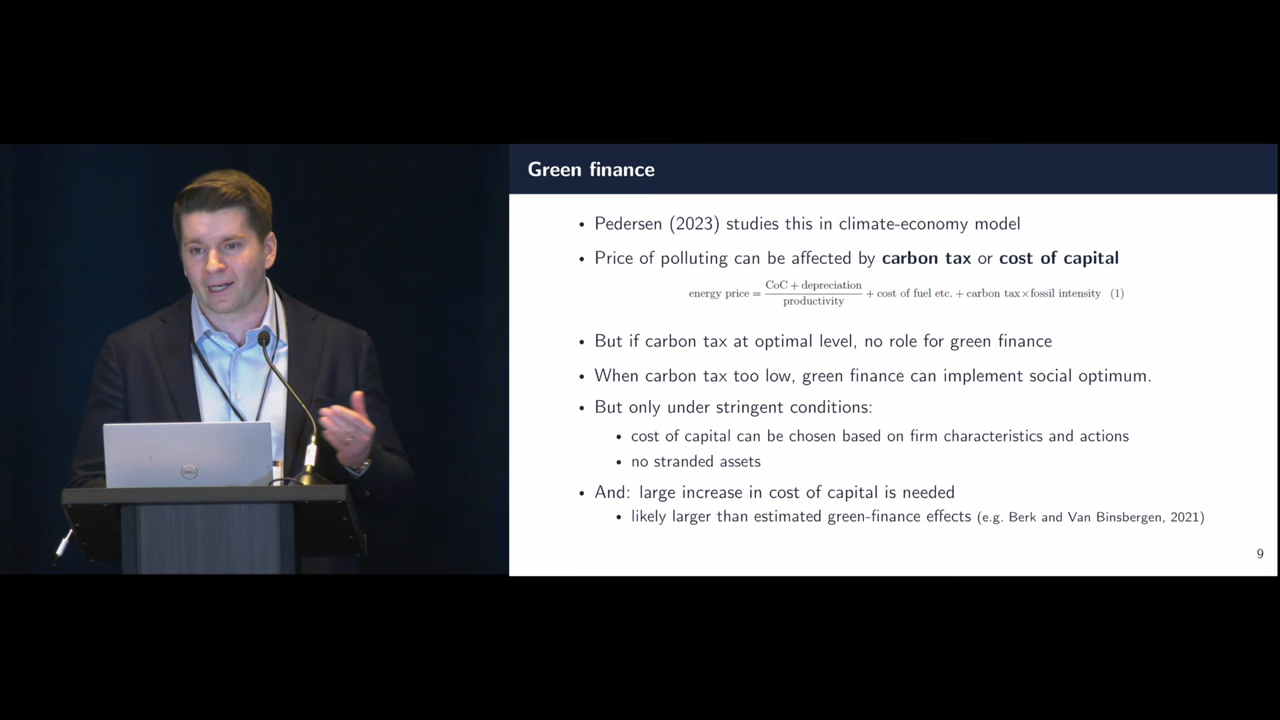 Green finance
• Pedersen (2023) studies this in climate-economy model
• Price of polluting can be affected by carbon tax or cost of capital
energy price = CoC + depreciation / productivity + cost of fuel etc. + carbon tax×fossil intensity (1)
• But if carbon tax at optimal level, no role for green finance
• When carbon tax too low, green finance can implement social optimum.
• But only under stringent conditions:
• cost of capital can be chosen based on firm characteristics and actions
• no stranded assets
• And: large increase in cost of capital is needed
• likely larger than estimated green-finance effects (e.g. Berk and Van Binsbergen, 2021)
9
DELL